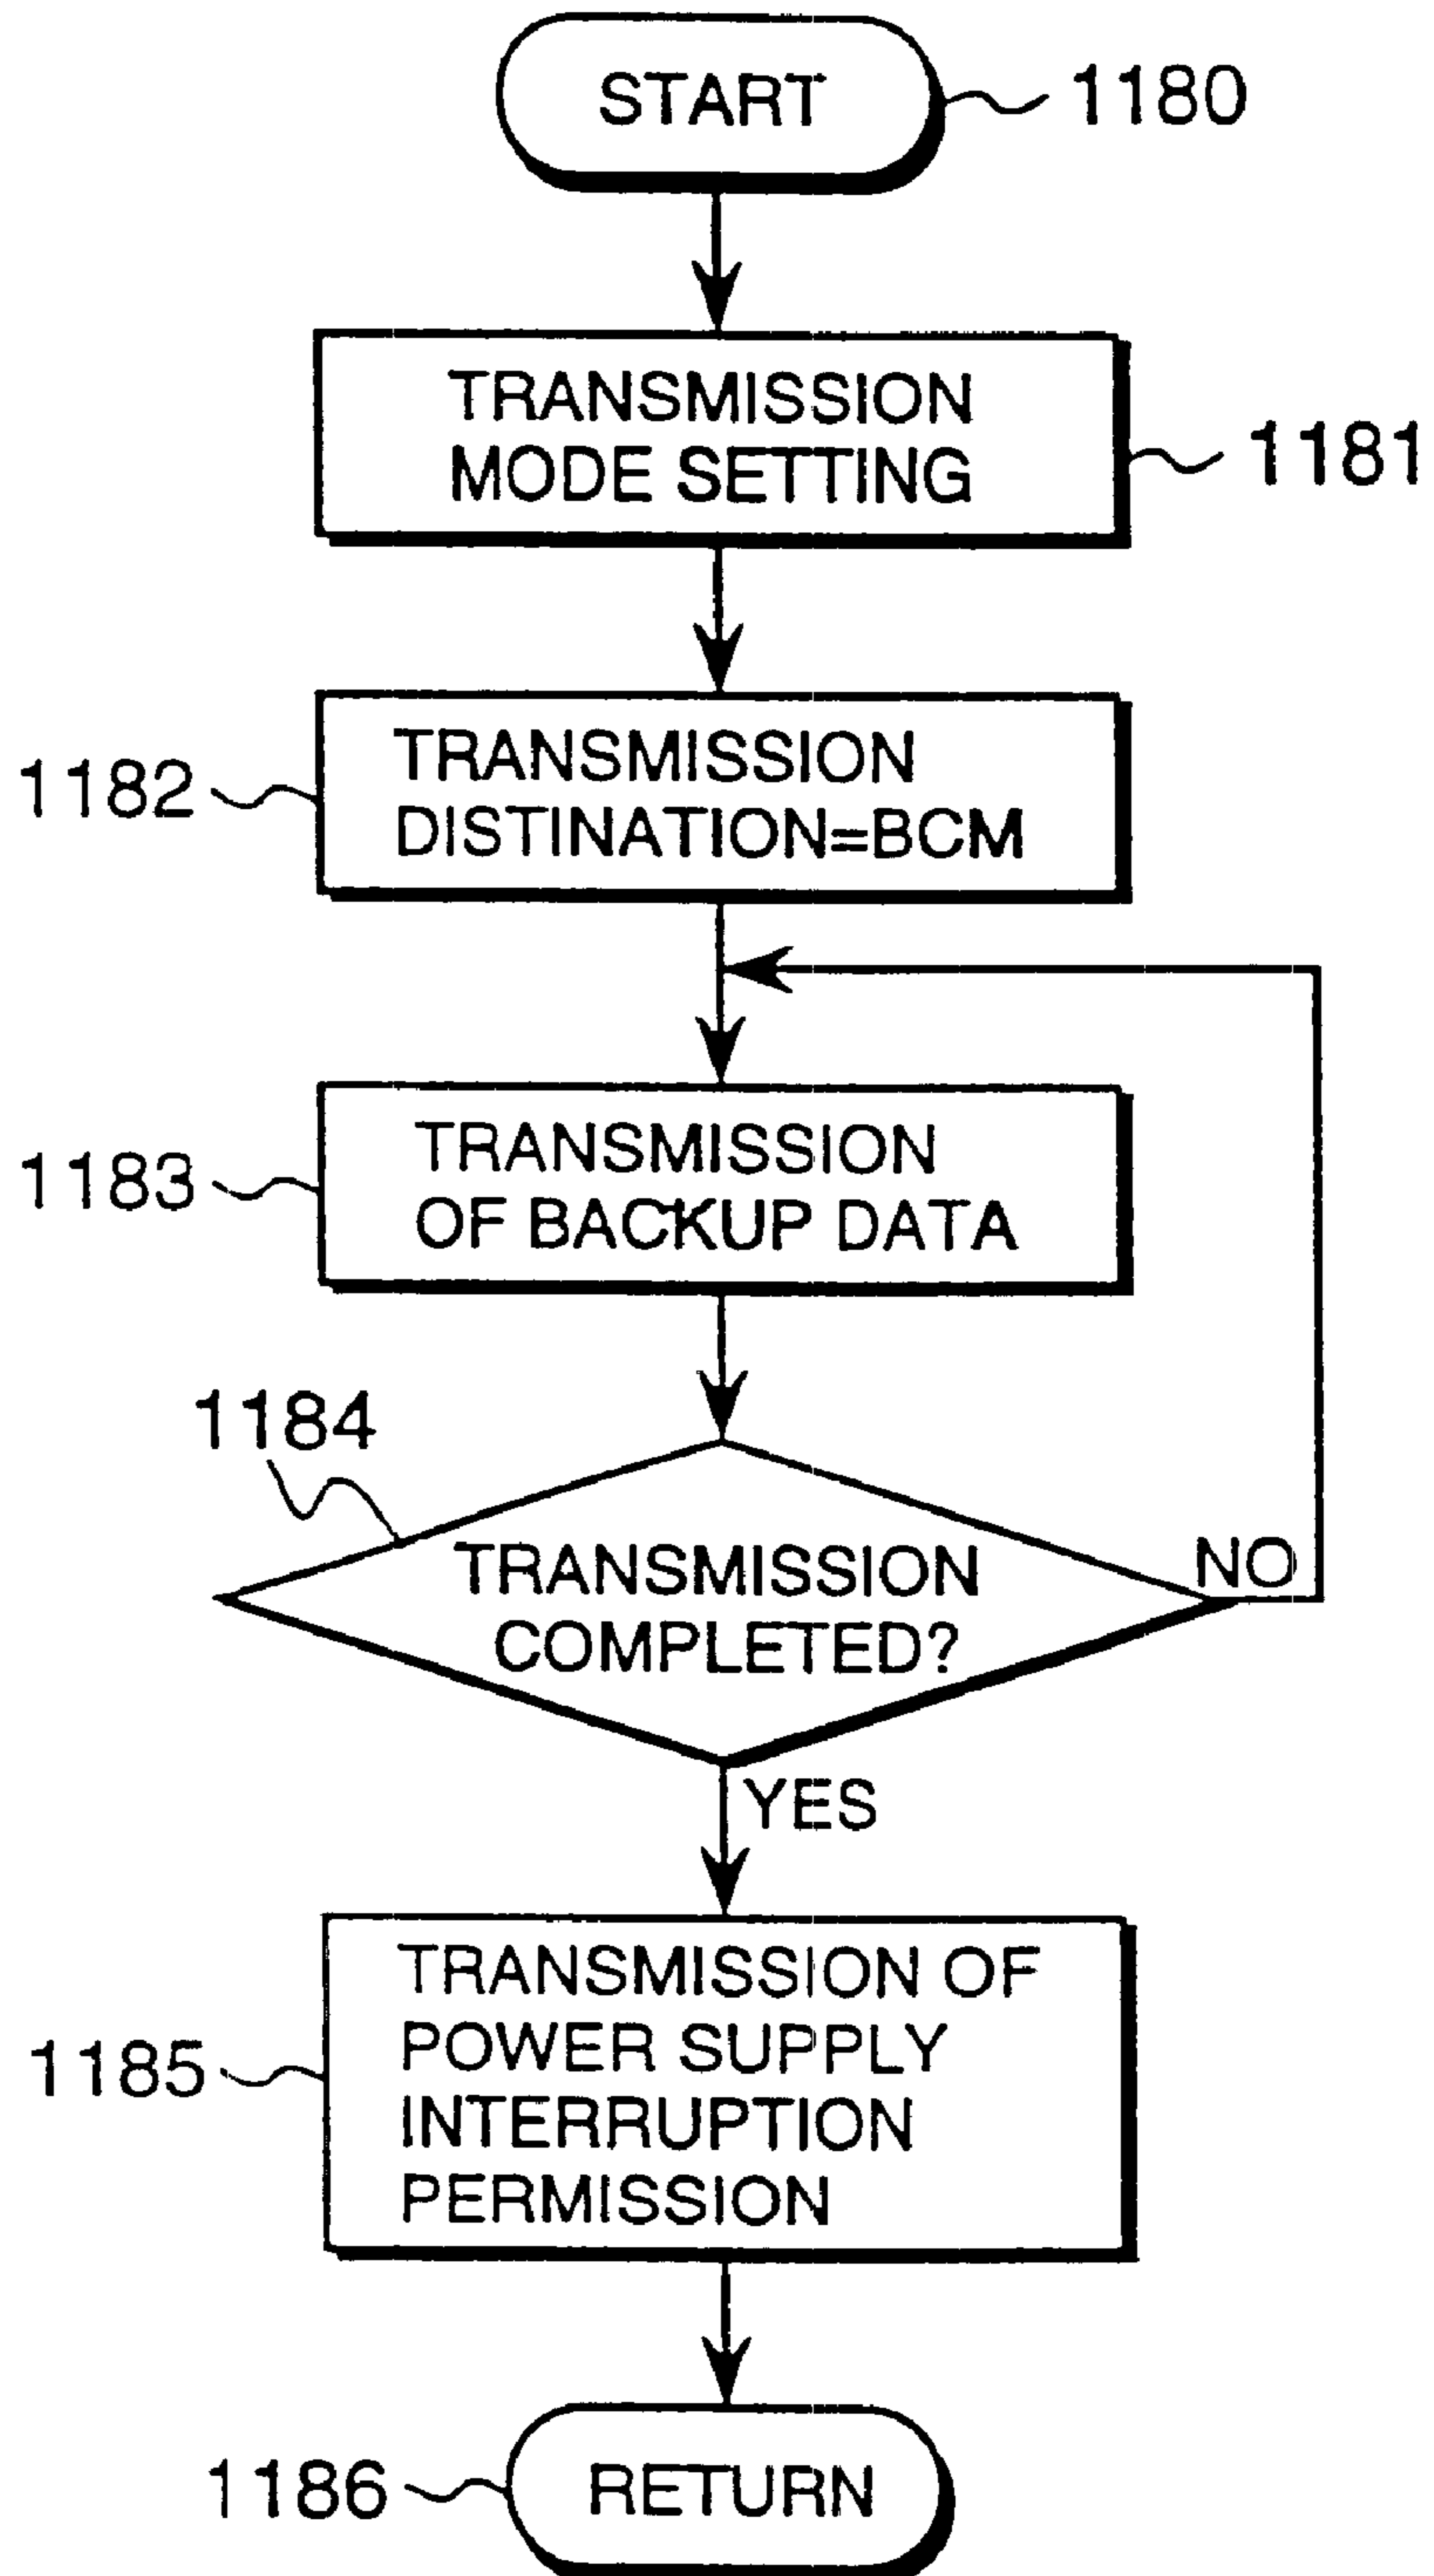 START
1180
TRANSMISSION
MODE SETTING
1181
1182
TRANSMISSION
DISTINATION=BCM
1183
TRANSMISSION
OF BACKUP DATA
1184
TRANSMISSION
COMPLETED?
NO
YES
1185
TRANSMISSION OF
POWER SUPPLY
INTERRUPTION
PERMISSION
1186
RETURN